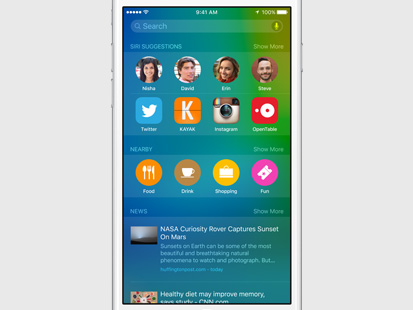 9:41 AM 100%
Search
SIRI SUGGESTIONS Show More
Nisha David Erin Steve
Twitter KAYAK Instagram OpenTable
NEARBY Show More
Food Drink Shopping Fun
NEWS Show More
NASA Curiosity Rover Captures Sunset
On Mars
Sunsets on Earth can be some of the most
beautiful and breathtaking natural
phenomena to watch and photograph. But...
huffingtonpost.com - today
Healthy diet may improve memory,
says study - CNN.com